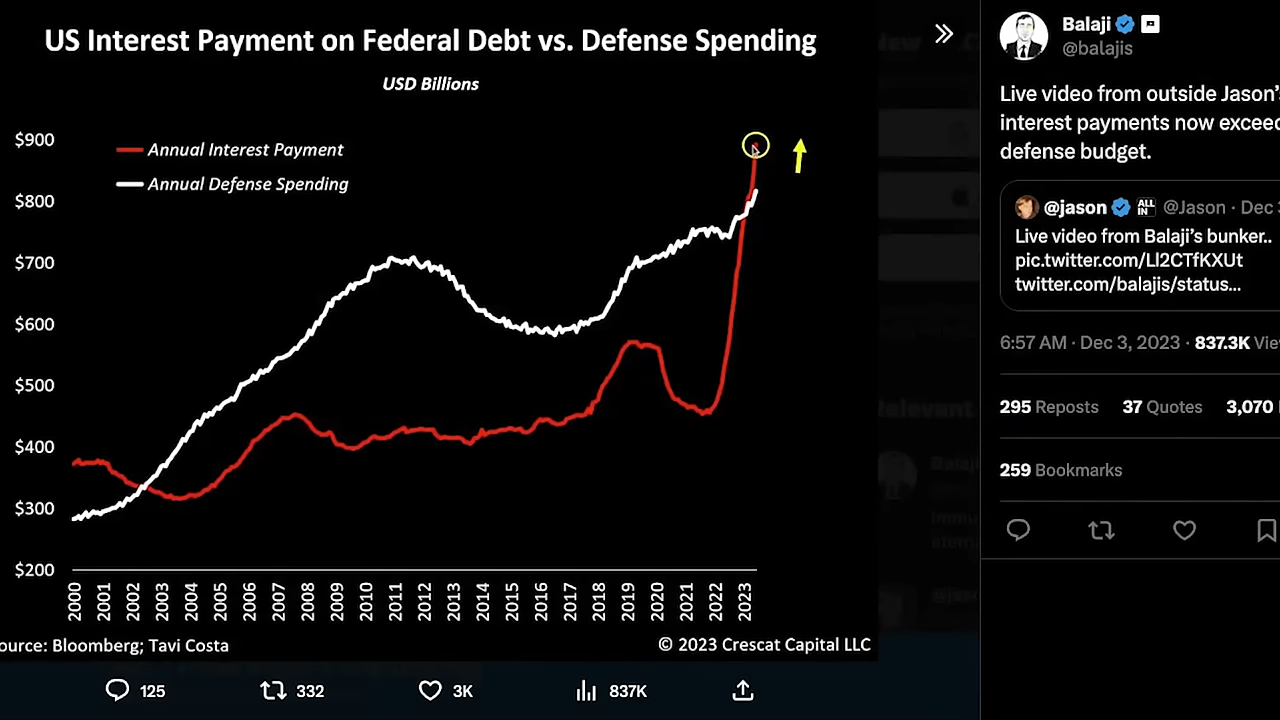 US Interest Payment on Federal Debt vs. Defense Spending
USD Billions
Annual Interest Payment
Annual Defense Spending
$900
$800
$700
$600
$500
$400
$300
$200
2000 2001 2002 2003 2004 2005 2006 2007 2008 2009 2010 2011 2012 2013 2014 2015 2016 2017 2018 2019 2020 2021 2022 2023
ource: Bloomberg; Tavi Costa
© 2023 Crescat Capital LLC
125 332 3K 837K
Balaji
@balajis
Live video from outside Jason's
interest payments now exceed
defense budget.
@jason ALL IN @Jason · Dec
Live video from Balaji's bunker..
pic.twitter.com/Ll2CTfKXUt
twitter.com/balajis/status...
6:57 AM · Dec 3, 2023 · 837.3K Vie
295 Reposts 37 Quotes 3,070
259 Bookmarks